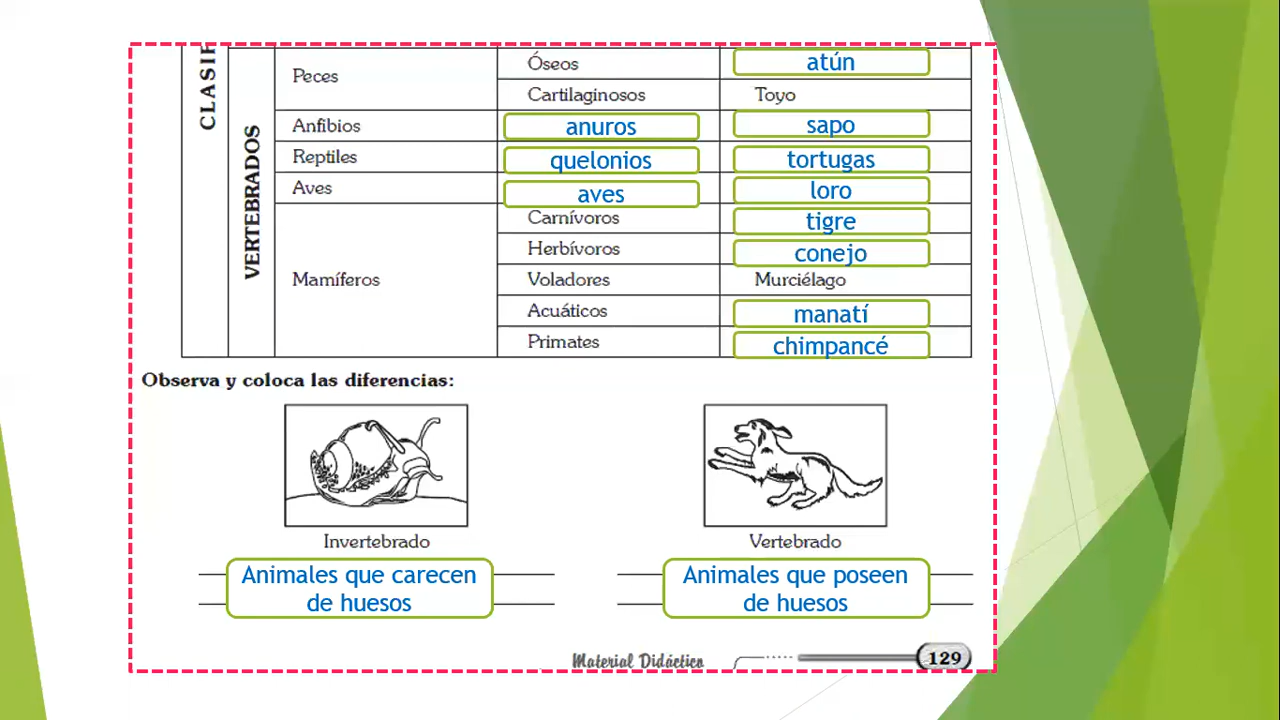 CLASIF
VERTEBRADOS
Peces
Óseos
atún
Cartilaginosos
Toyo
Anfibios
anuros
sapo
Reptiles
quelonios
tortugas
Aves
aves
loro
Mamíferos
Carnívoros
tigre
Herbívoros
conejo
Voladores
Murciélago
Acuáticos
manatí
Primates
chimpancé
Observa y coloca las diferencias:
Invertebrado
Vertebrado
Animales que carecen
de huesos
Animales que poseen
de huesos
Material Didáctico
129